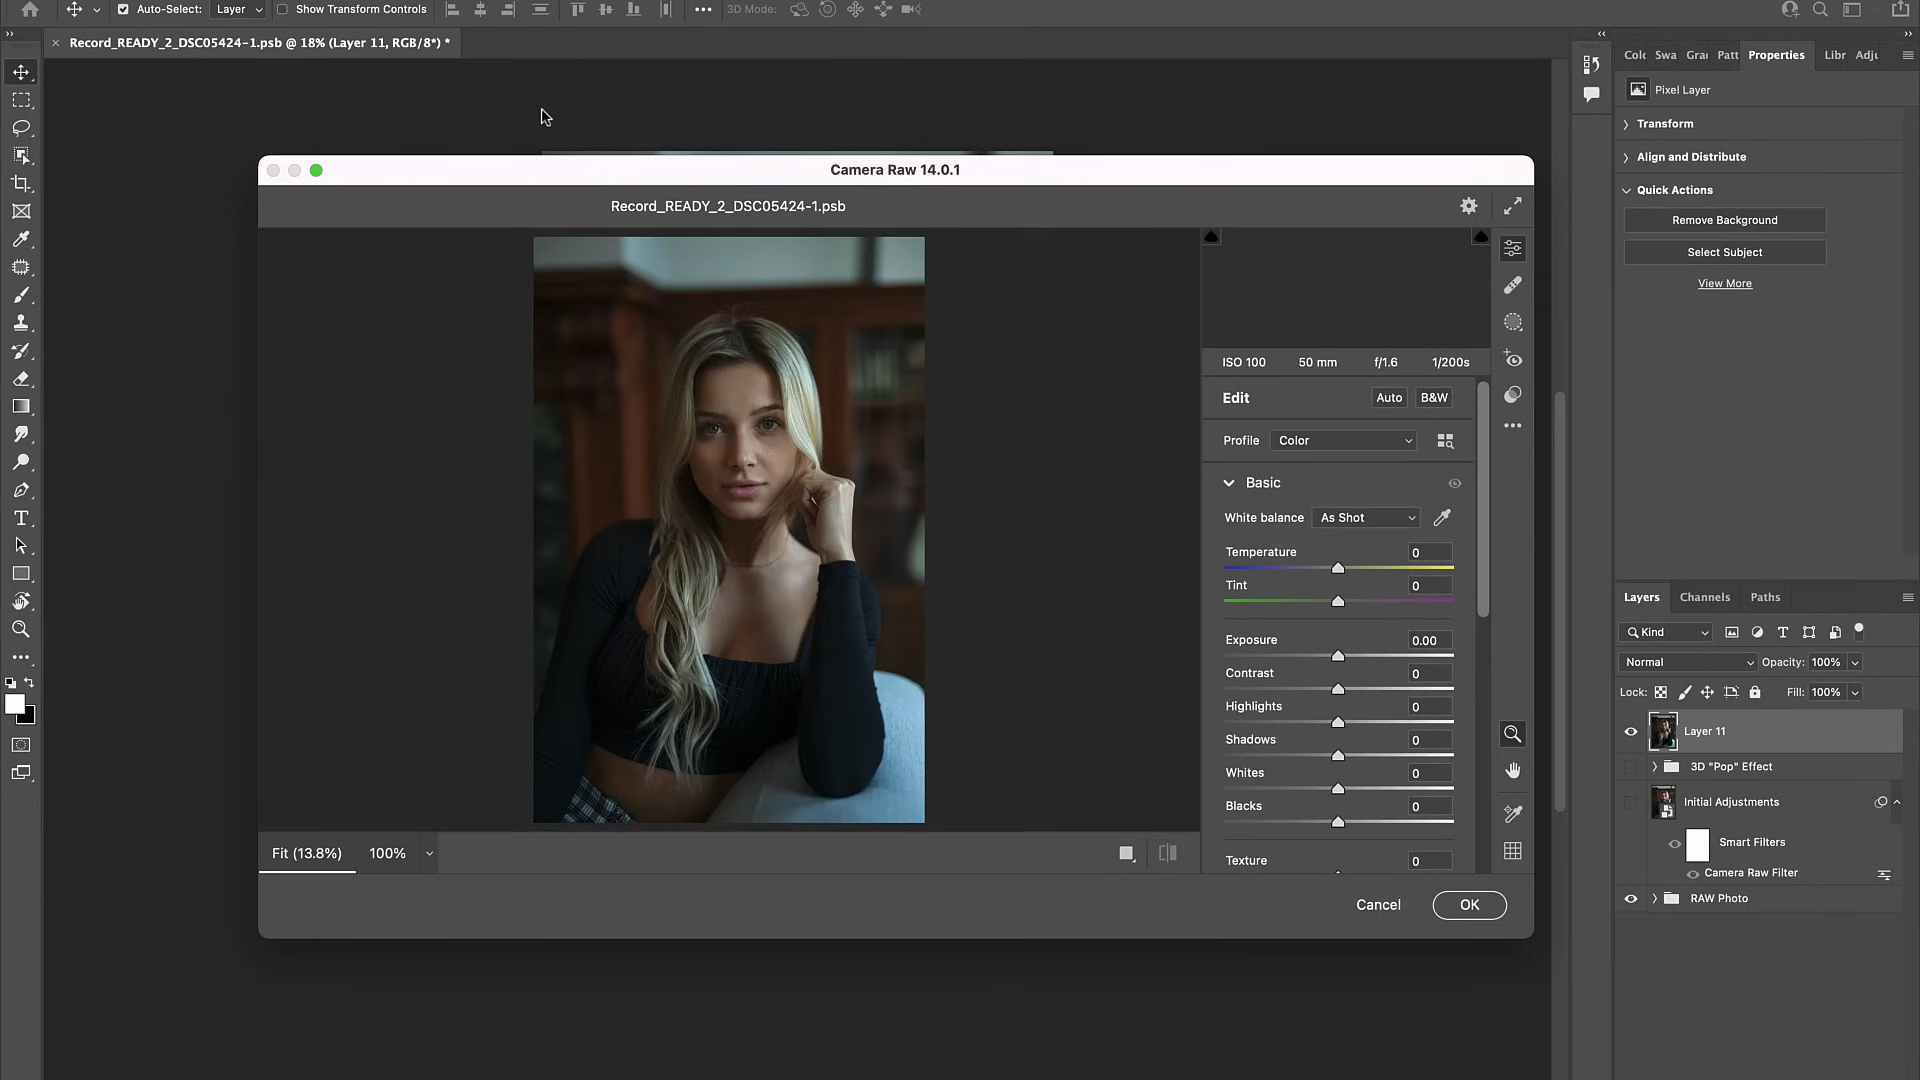 Auto-Select: Layer Show Transform Controls 3D Mode:
Record_READY_2_DSC05424-1.psb @ 18% (Layer 11, RGB/8*) *
Swa Patt Properties Libr
Pixel Layer
Transform
Align and Distribute
Quick Actions
Remove Background
Select Subject
View More
Camera Raw 14.0.1
Record_READY_2_DSC05424-1.psb
ISO 100 50 mm f/1.6 1/200s
Edit Auto B&W
Profile Color
Basic
White balance As Shot
Temperature 0
Tint 0
Exposure 0.00
Contrast 0
Highlights 0
Shadows 0
Whites 0
Blacks 0
Texture 0
Fit (13.8%) 100%
Cancel OK
Layers Channels Paths
Kind
Normal Opacity: 100%
Lock: Fill: 100%
Layer 11
3D "Pop" Effect
Initial Adjustments
Smart Filters
Camera Raw Filter
RAW Photo